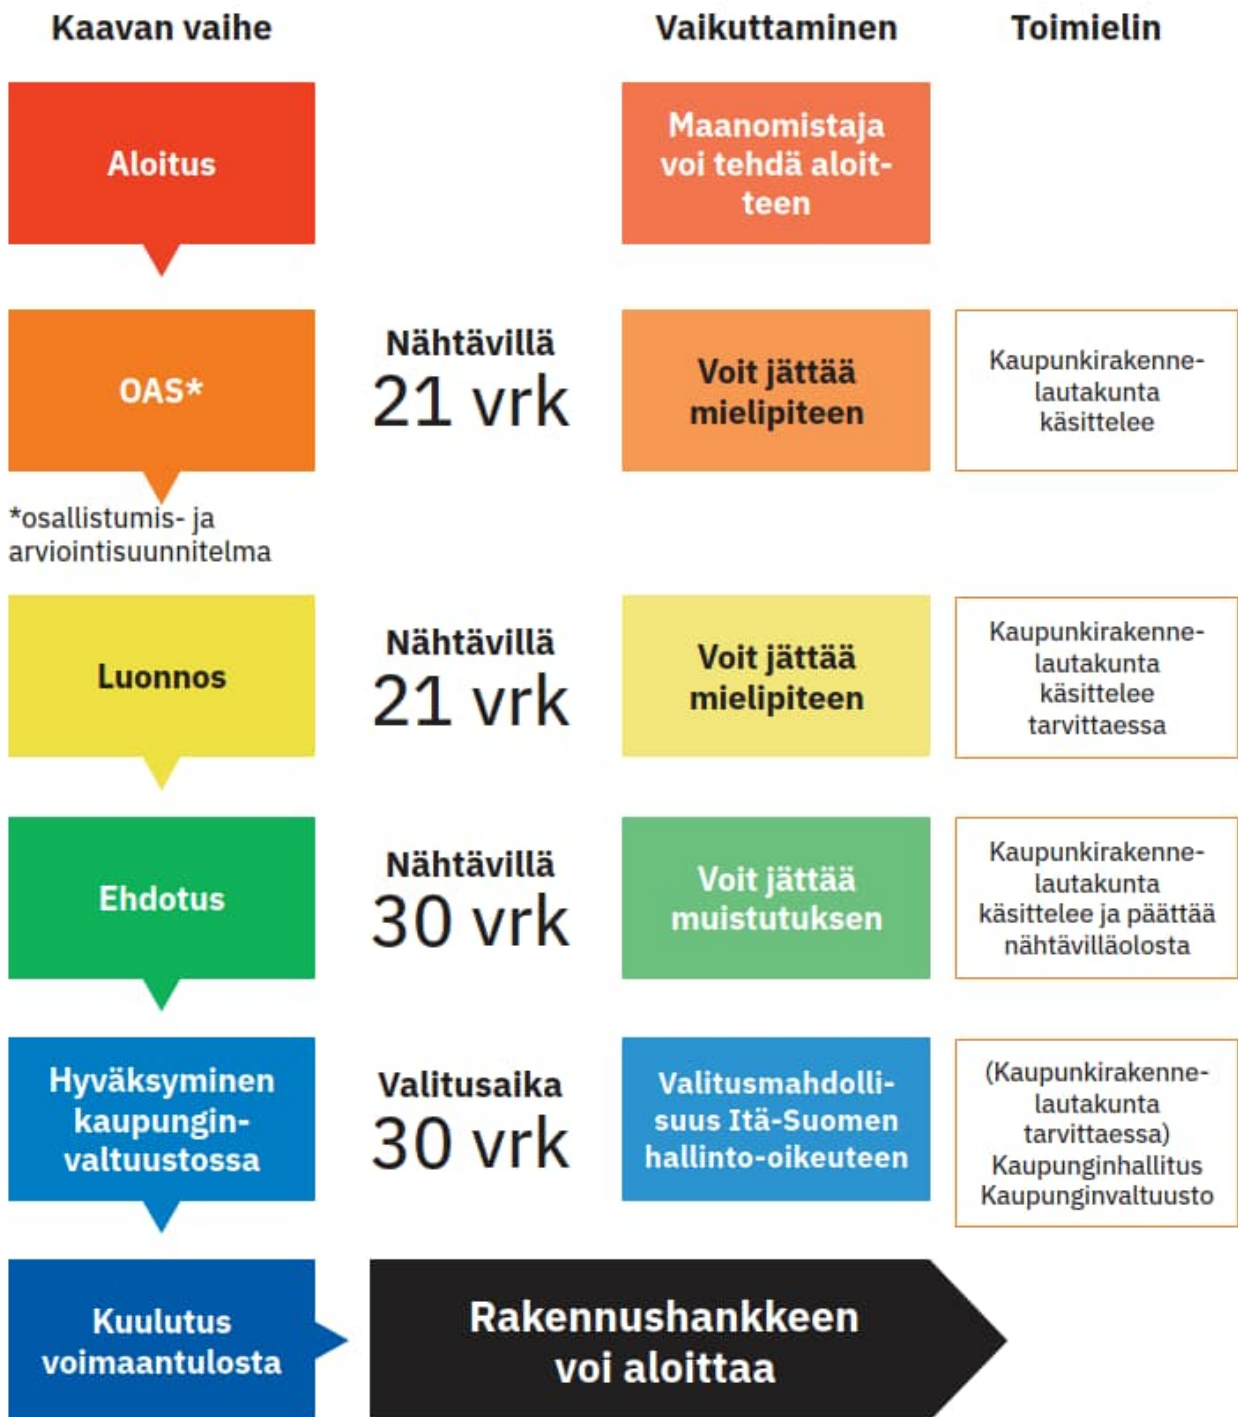 Kaavan vaihe
Vaikuttaminen
Toimielin
Aloitus
Maanomistaja
voi tehdä aloit-
teen
OAS*
Nähtävillä
21 vrk
Voit jättää
mielipiteen
Kaupunkirakenne-
lautakunta
käsittelee
*osallistumis- ja
arviointisuunnitelma
Luonnos
Nähtävillä
21 vrk
Voit jättää
mielipiteen
Kaupunkirakenne-
lautakunta
käsittelee
tarvittaessa
Ehdotus
Nähtävillä
30 vrk
Voit jättää
muistutuksen
Kaupunkirakenne-
lautakunta
käsittelee ja päättää
nähtävilläolosta
Hyväksyminen
kaupungin-
valtuustossa
Valitusaika
30 vrk
Valitusmahdolli-
suus Itä-Suomen
hallinto-oikeuteen
(Kaupunkirakenne-
lautakunta
tarvittaessa)
Kaupunginhallitus
Kaupunginvaltuusto
Kuulutus
voimaantulosta
Rakennushankkeen
voi aloittaa